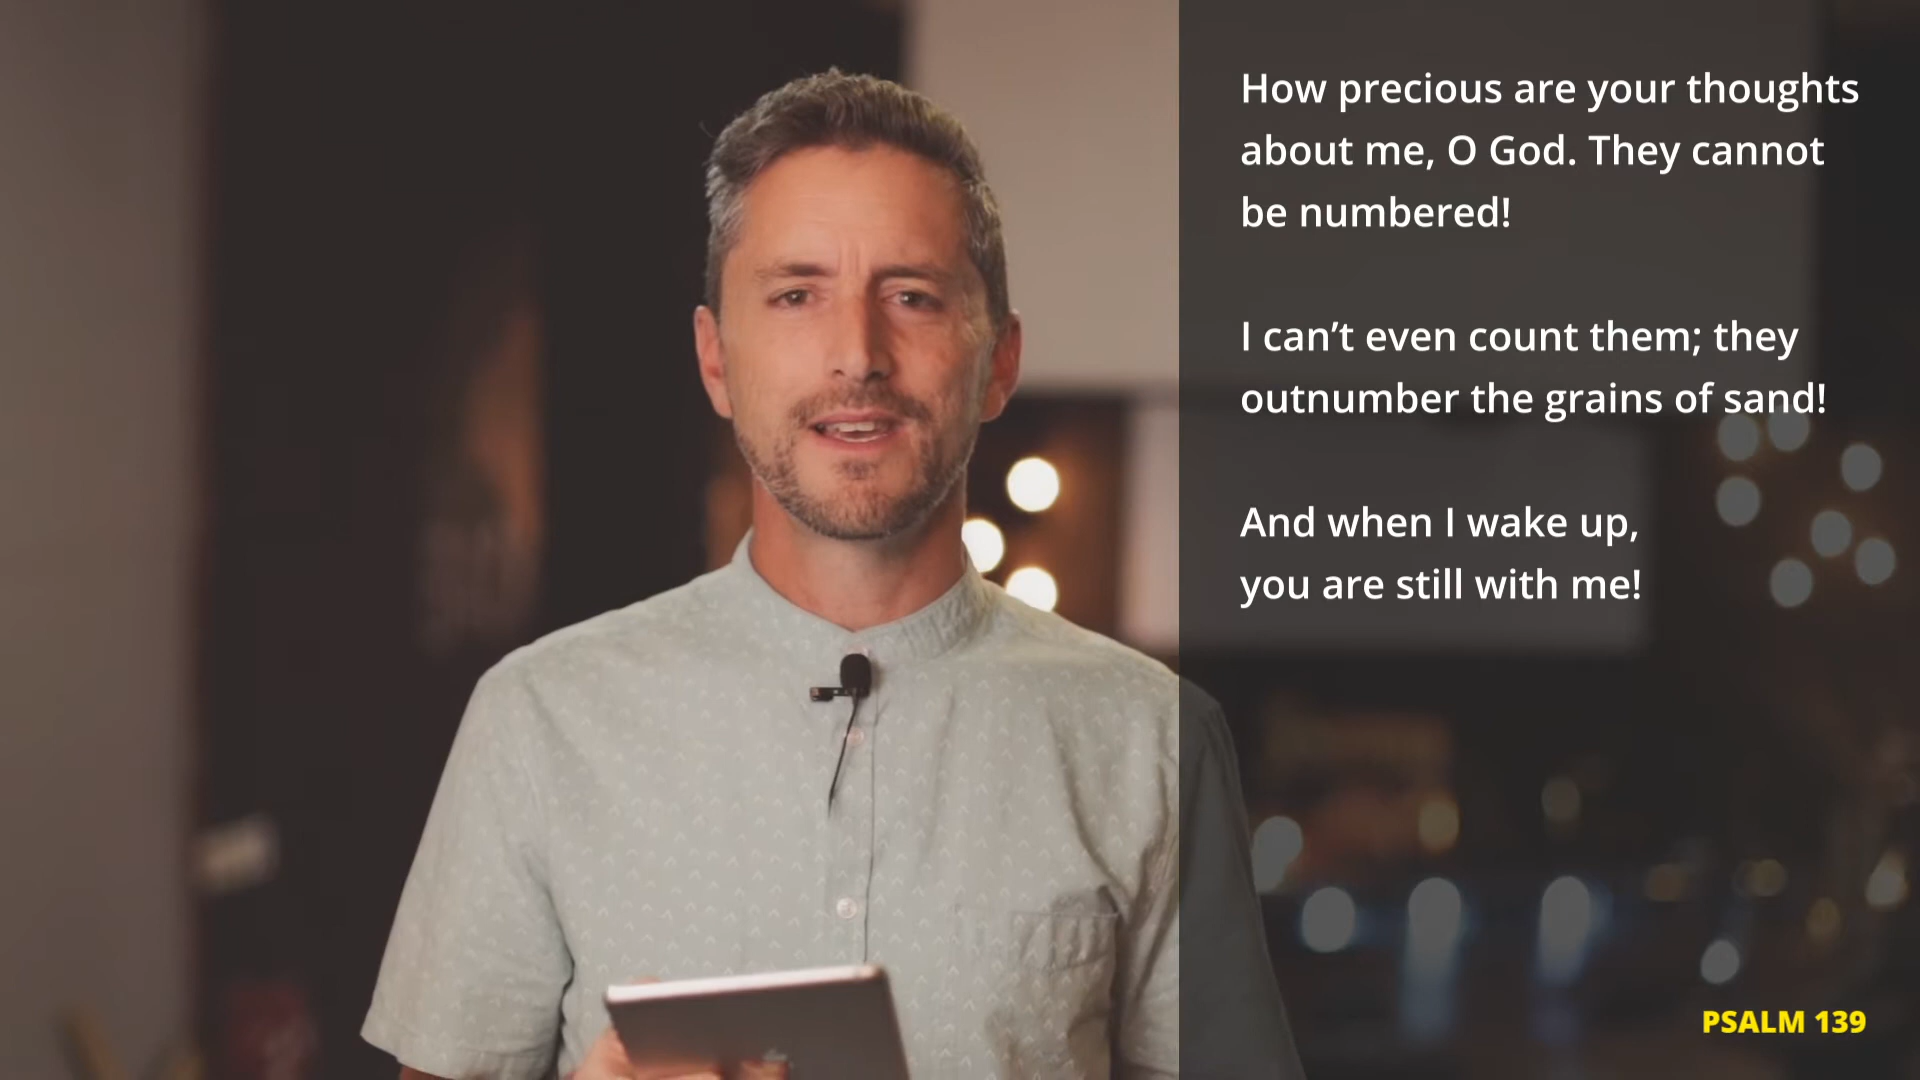 How precious are your thoughts
about me, O God. They cannot
be numbered!
I can’t even count them; they
outnumber the grains of sand!
And when I wake up,
you are still with me!
PSALM 139